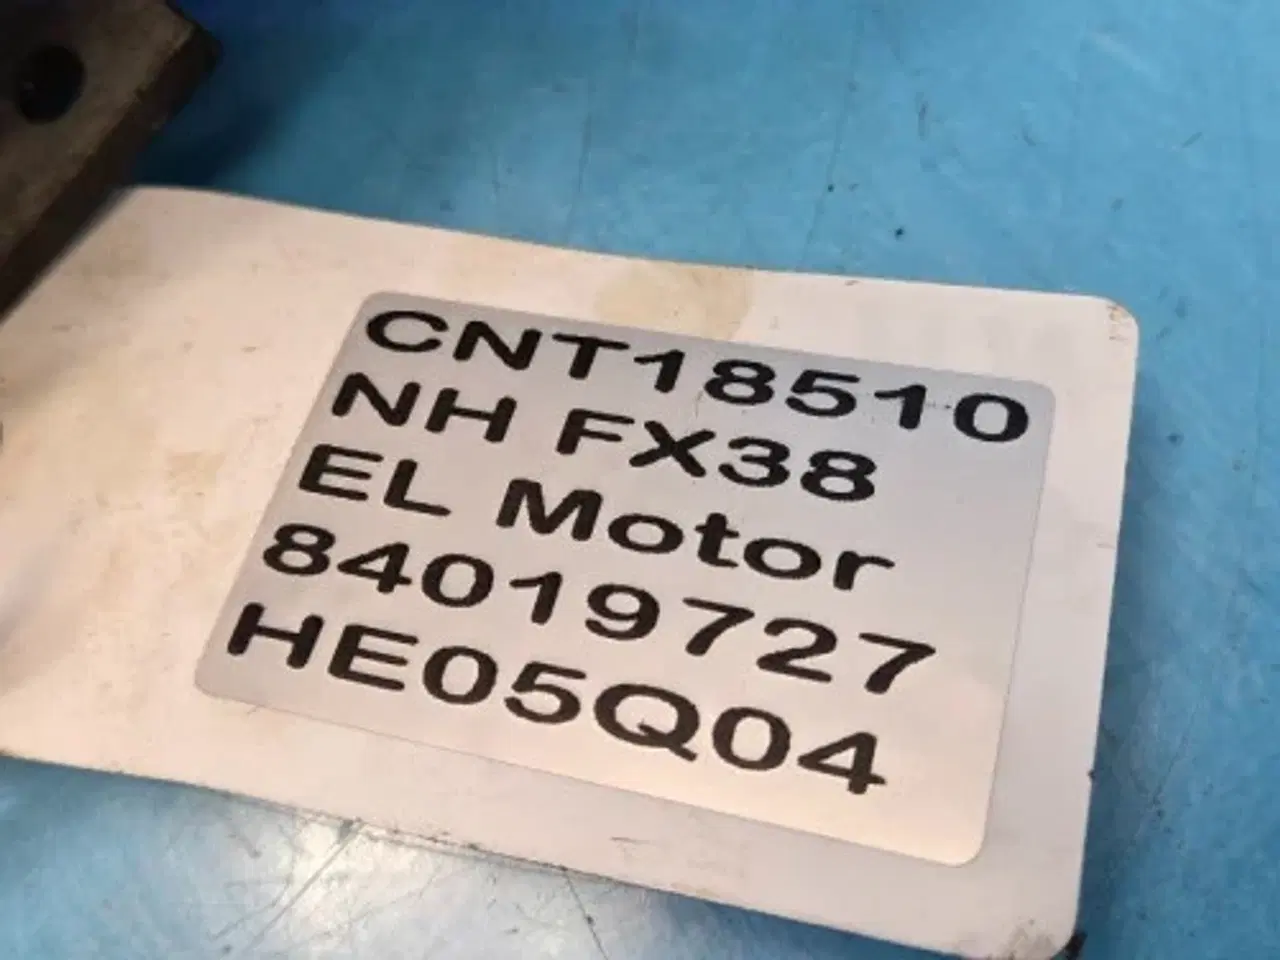 CNT18510
NH FX38
EL Motor
84019727
HE05Q04